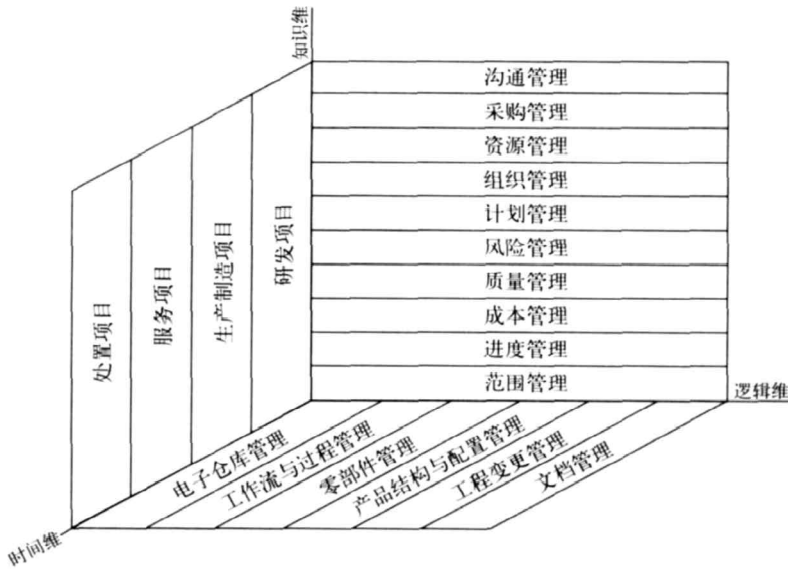 知识维
沟通管理
采购管理
资源管理
组织管理
计划管理
风险管理
质量管理
成本管理
进度管理
范围管理
逻辑维
处置项目
服务项目
生产制造项目
研发项目
电子仓库管理
工作流与过程管理
零部件管理
产品结构与配置管理
工程变更管理
文档管理
时间维